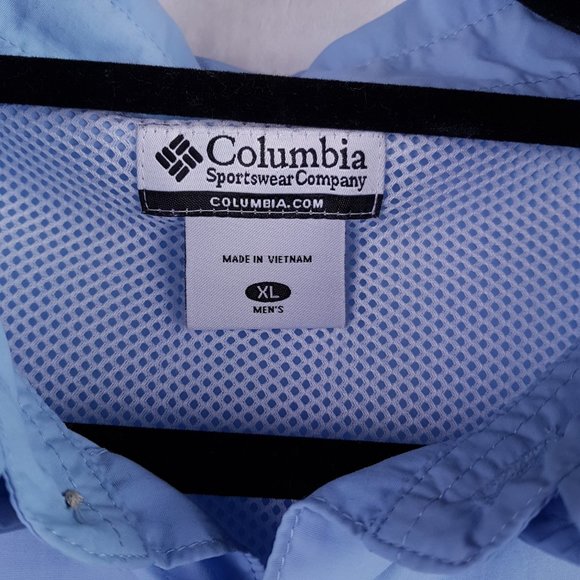 Columbia
Sportswear Company
COLUMBIA.COM
MADE IN VIETNAM
XL
MEN'S